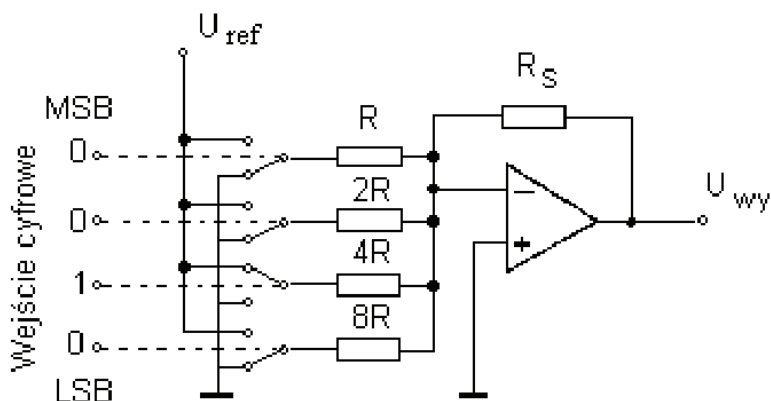 U ref
MSB
0
0
1
0
LSB
Wejście cyfrowe
R
2R
4R
8R
R S
−
+
U wy